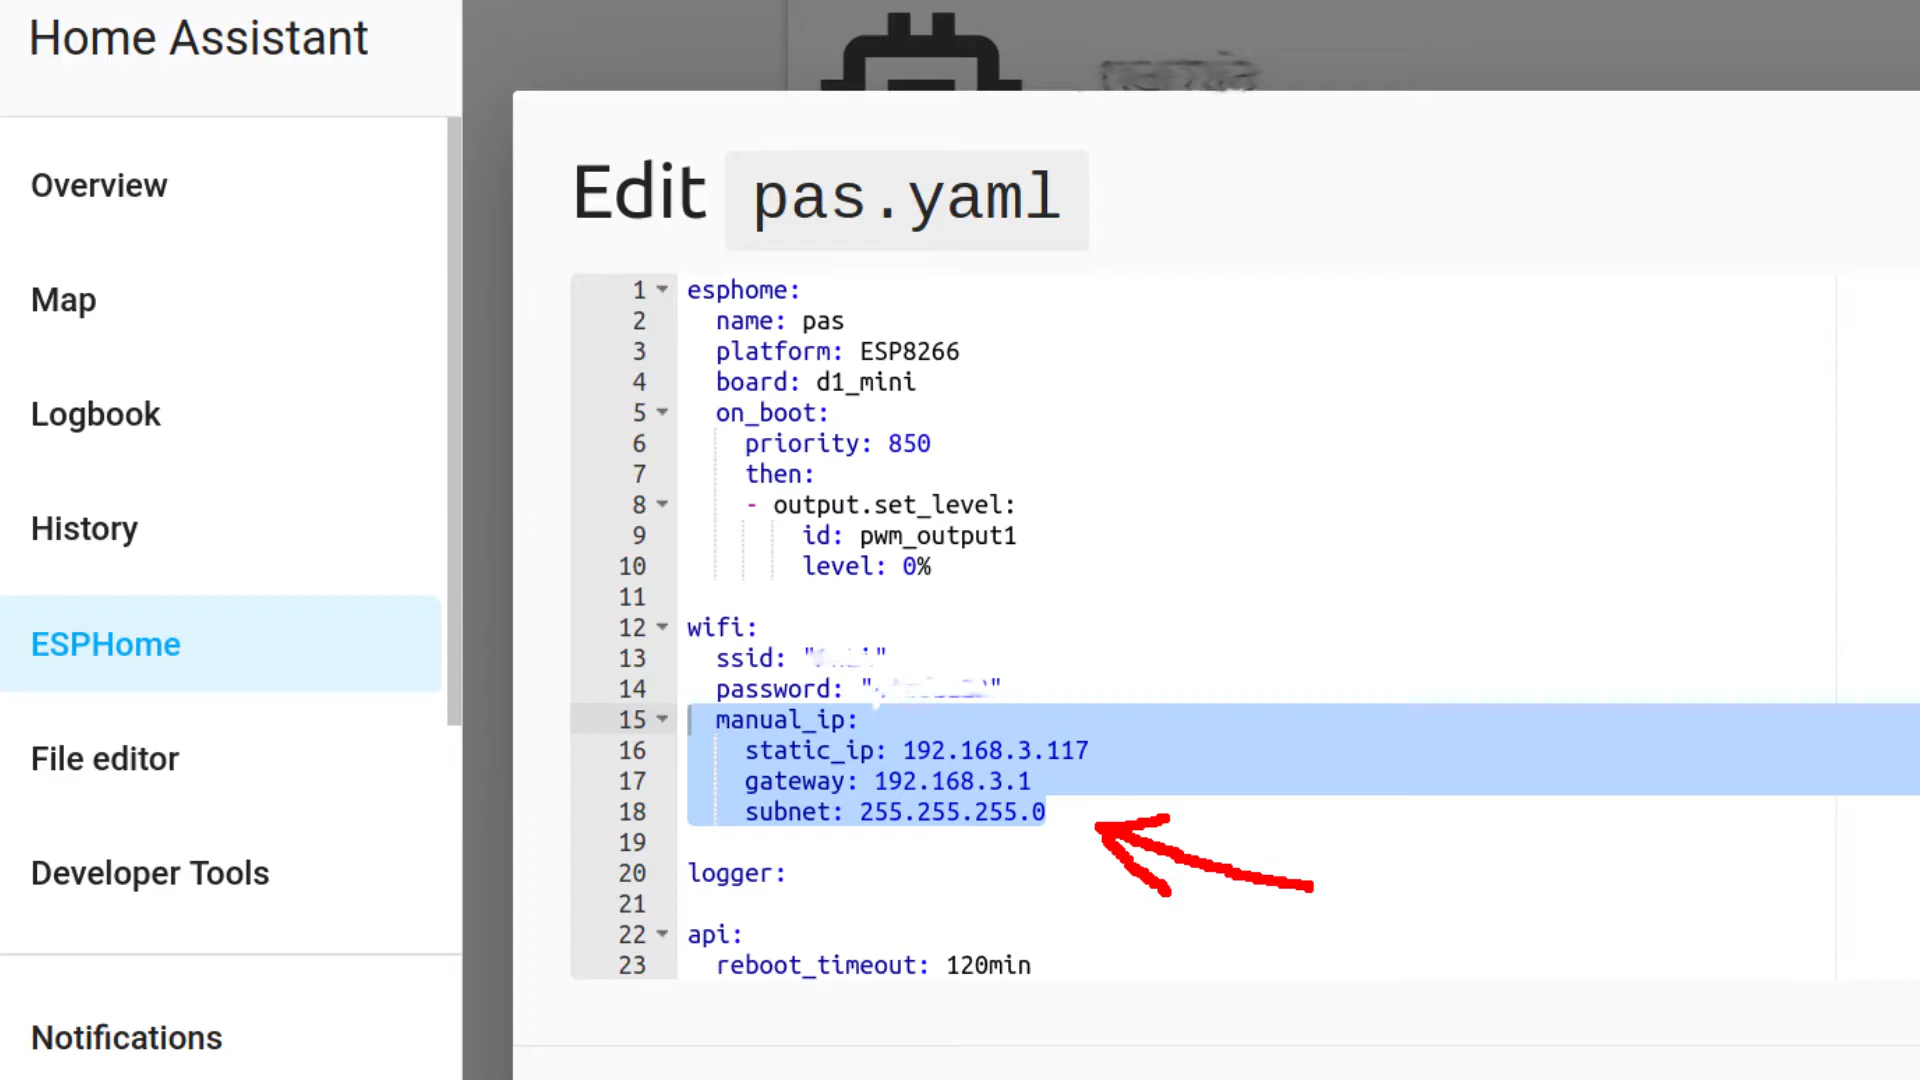 Home Assistant
Overview
Map
Logbook
History
ESPHome
File editor
Developer Tools
Notifications
Edit pas.yaml
1 esphome:
2 name: pas
3 platform: ESP8266
4 board: d1_mini
5 on_boot:
6 priority: 850
7 then:
8 - output.set_level:
9 id: pwm_output1
10 level: 0%
11
12 wifi:
13 ssid: "
14 password: "
15 manual_ip:
16 static_ip: 192.168.3.117
17 gateway: 192.168.3.1
18 subnet: 255.255.255.0
19
20 logger:
21
22 api:
23 reboot_timeout: 120min